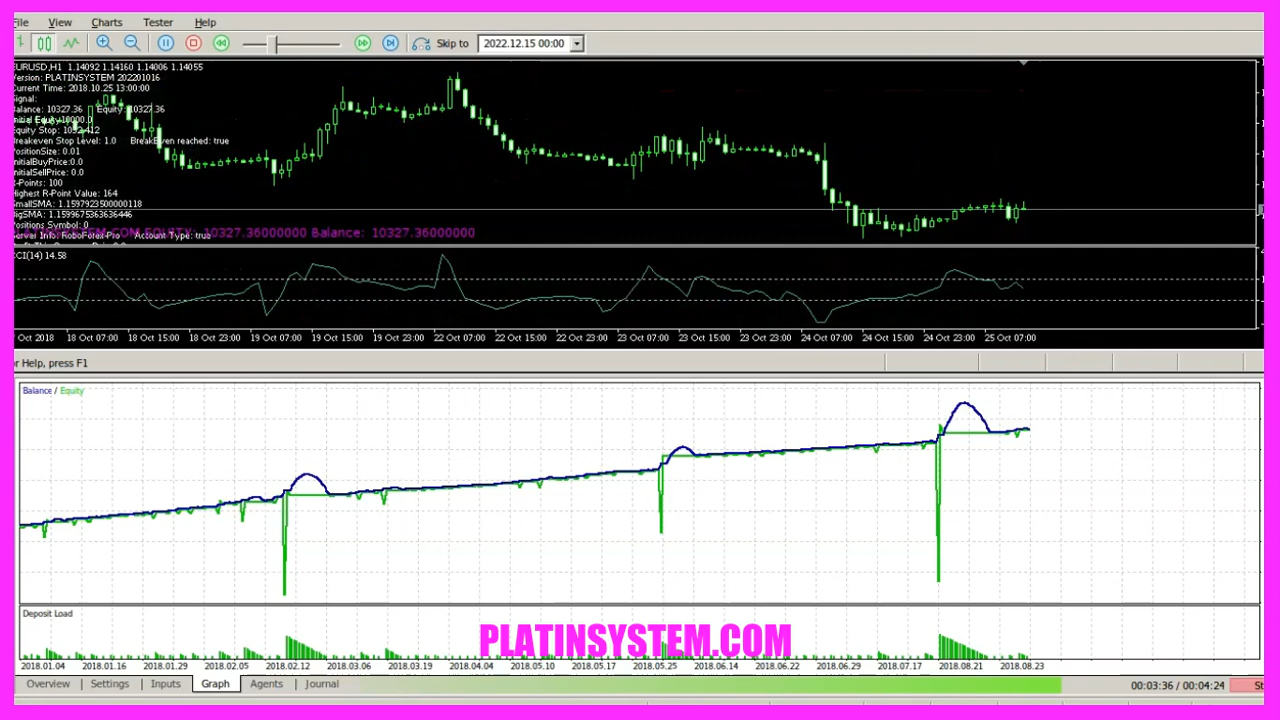 File View Charts Tester Help
Skip to 2022.12.15 00:00
EURUSD,H1 1.14092 1.14160 1.14006 1.14055
Version: PLATINSYSTEM 202201016
Current Time: 2018.10.25 13:00:00
Signal:
Balance: 10327.36 Equity: 10327.36
Initial Equity: 10000.0
Equity Stop:
Breakeven Stop Level: 1.0 BreakEven reached: true
PositionSize: 0.01
InitialBuyPrice:0.0
InitialSellPrice: 0.0
R-Points: 100
Highest R-Point Value: 164
SmallSMA: 1.1597923500000118
BigSMA: 1.1599675363636446
Positions Symbol: 0
EQUITY: 10327.36000000 Balance: 10327.36000000
Server Info: RoboForex-Pro Account Type: true
CCI(14) 14.58
Oct 2018 18 Oct 07:00 18 Oct 15:00 18 Oct 23:00 19 Oct 07:00 19 Oct 15:00 19 Oct 23:00 22 Oct 07:00 22 Oct 15:00 22 Oct 23:00 23 Oct 07:00 23 Oct 15:00 23 Oct 23:00 24 Oct 07:00 24 Oct 15:00 24 Oct 23:00 25 Oct 07:00
or Help, press F1
Balance / Equity
Deposit Load
PLATINSYSTEM.COM
2018.01.04 2018.01.16 2018.01.29 2018.02.05 2018.02.12 2018.03.06 2018.03.19 2018.04.04 2018.05.10 2018.05.17 2018.05.25 2018.06.14 2018.06.22 2018.06.29 2018.07.17 2018.08.21 2018.08.23
Overview Settings Inputs Graph Agents Journal 00:03:36 / 00:04:24 St